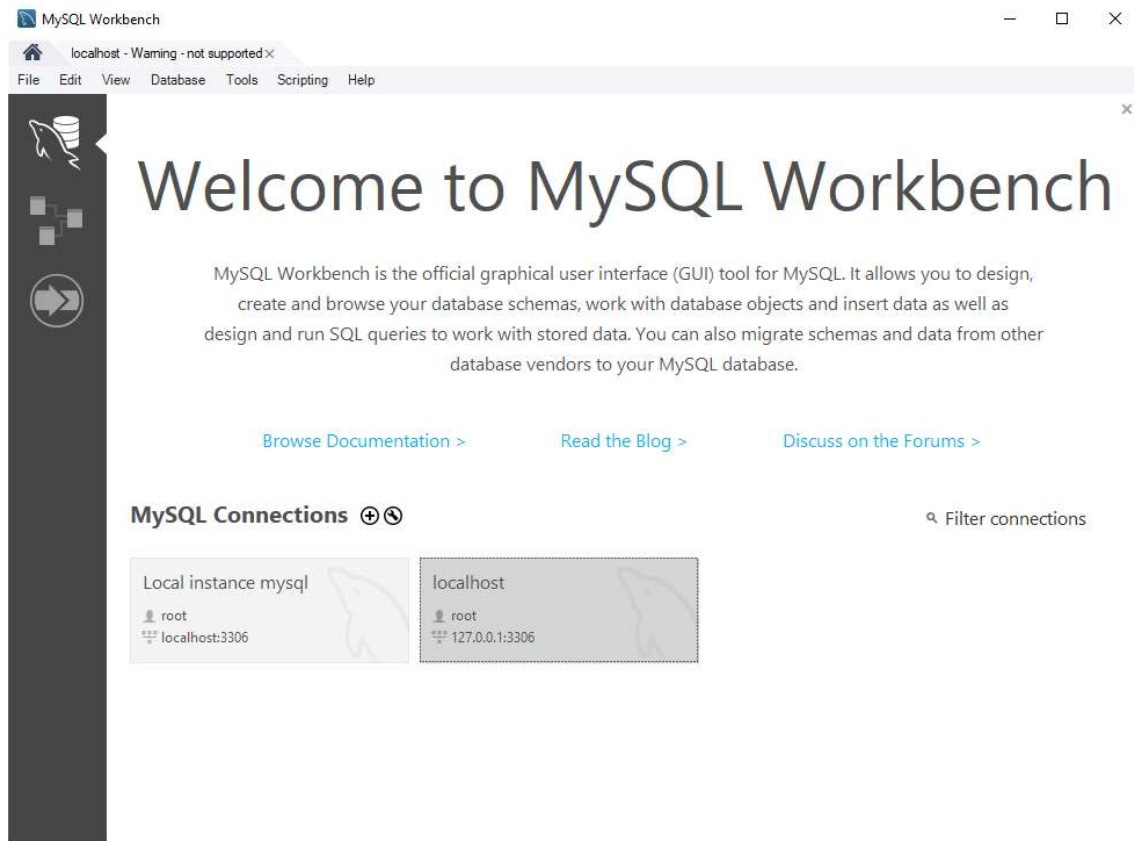 MySQL Workbench
localhost - Warning - not supported
File Edit View Database Tools Scripting Help
Welcome to MySQL Workbench
MySQL Workbench is the official graphical user interface (GUI) tool for MySQL. It allows you to design,
create and browse your database schemas, work with database objects and insert data as well as
design and run SQL queries to work with stored data. You can also migrate schemas and data from other
database vendors to your MySQL database.
Browse Documentation > Read the Blog > Discuss on the Forums >
MySQL Connections Filter connections
Local instance mysql
root
localhost:3306
localhost
root
127.0.0.1:3306